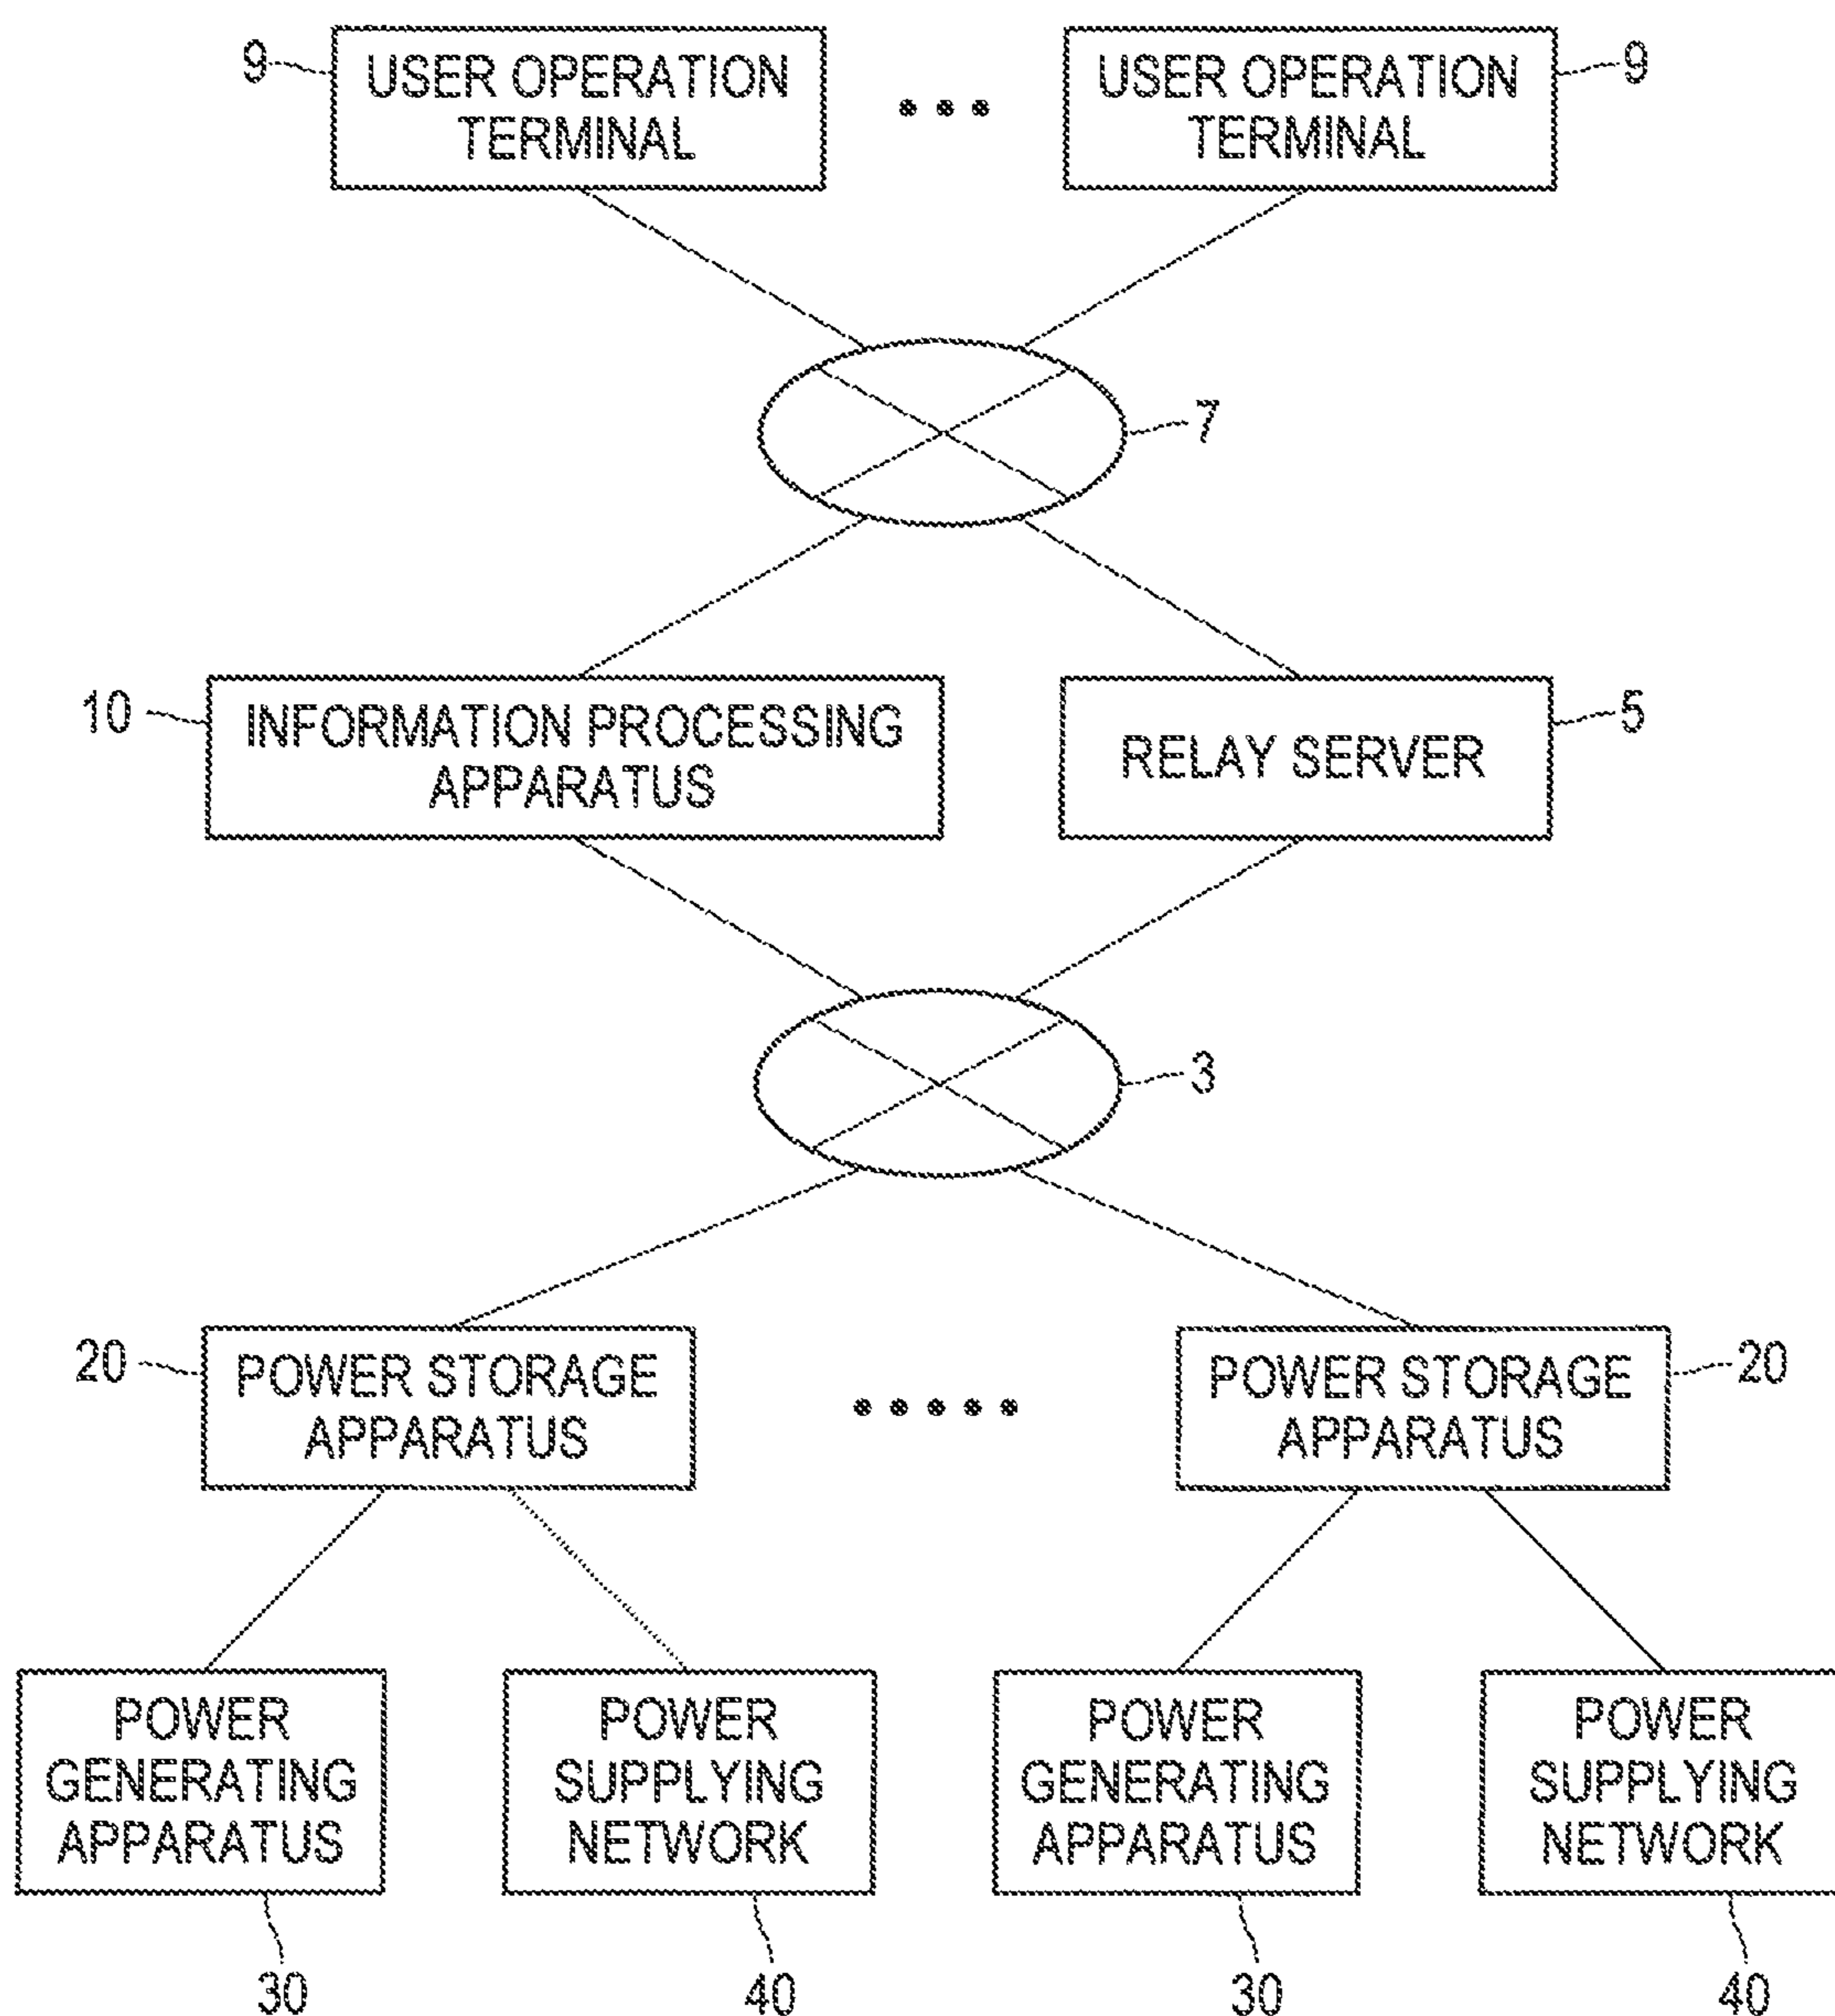 9
USER OPERATION
TERMINAL
USER OPERATION
TERMINAL
9
7
10
INFORMATION PROCESSING
APPARATUS
RELAY SERVER
5
3
20
POWER STORAGE
APPARATUS
POWER STORAGE
APPARATUS
20
POWER
GENERATING
APPARATUS
POWER
SUPPLYING
NETWORK
POWER
GENERATING
APPARATUS
POWER
SUPPLYING
NETWORK
30
40
30
40